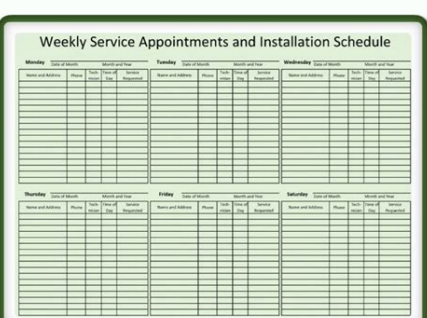 Weekly Service Appointments and Installation Schedule
Monday Date of Month Month and Year Tuesday Date of Month Month and Year Wednesday Date of Month Month and Year
Name and Address Phone Tech- nician Time of Day Service Requested Name and Address Phone Tech- nician Time of Day Service Requested Name and Address Phone Tech- nician Time of Day Service Requested
Thursday Date of Month Month and Year Friday Date of Month Month and Year Saturday Date of Month Month and Year
Name and Address Phone Tech- nician Time of Day Service Requested Name and Address Phone Tech- nician Time of Day Service Requested Name and Address Phone Tech- nician Time of Day Service Requested